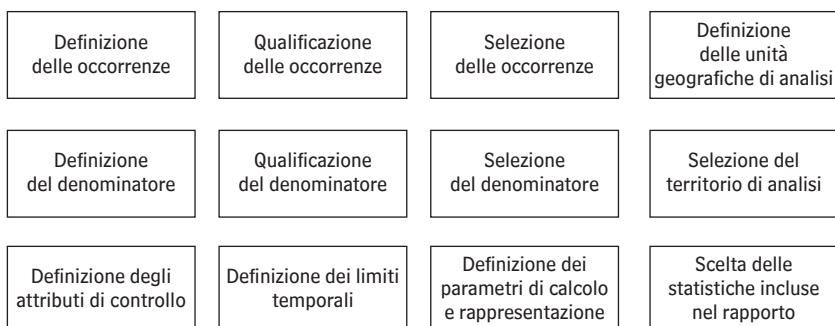 Definizione
delle occorrenze
Qualificazione
delle occorrenze
Selezione
delle occorrenze
Definizione
delle unità
geografiche di analisi
Definizione
del denominatore
Qualificazione
del denominatore
Selezione
del denominatore
Selezione del
territorio di analisi
Definizione degli
attributi di controllo
Definizione dei limiti
temporali
Definizione dei
parametri di calcolo
e rappresentazione
Scelta delle
statistiche incluse
nel rapporto